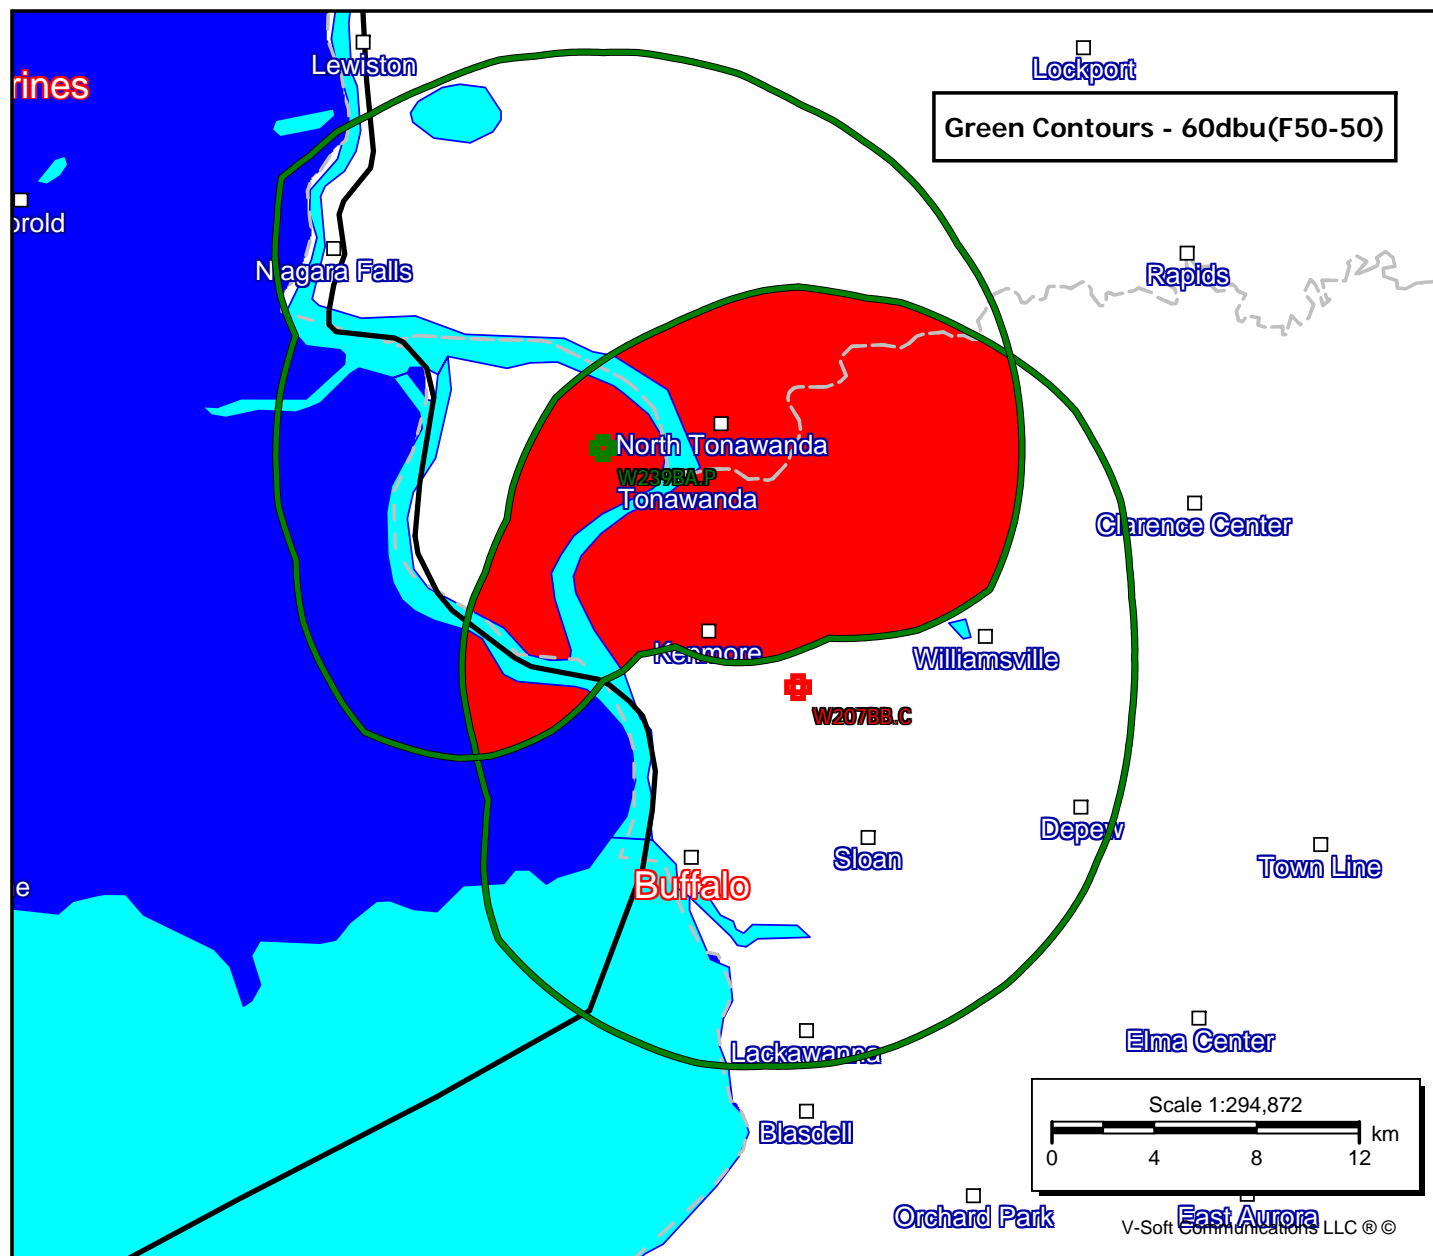 Lewiston
Lockport
rines
Green Contours - 60dbu(F50-50)
orold
Niagara Falls
Rapids
North Tonawanda
W239BA.P
Tonawanda
Clarence Center
Kenmore
Williamsville
W207BB.C
Depew
Sloan
Town Line
Buffalo
e
Elma Center
Lackawanna
Scale 1:294,872
km
0 4 8 12
Blasdell
Orchard Park
East Aurora
V-Soft Communications LLC ® ©